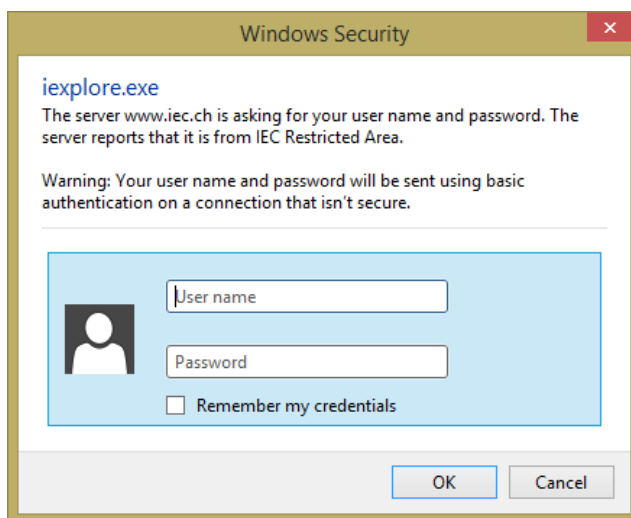 Windows Security
iexplore.exe
The server www.iec.ch is asking for your user name and password. The
server reports that it is from IEC Restricted Area.
Warning: Your user name and password will be sent using basic
authentication on a connection that isn't secure.
User name
Password
Remember my credentials
OK
Cancel